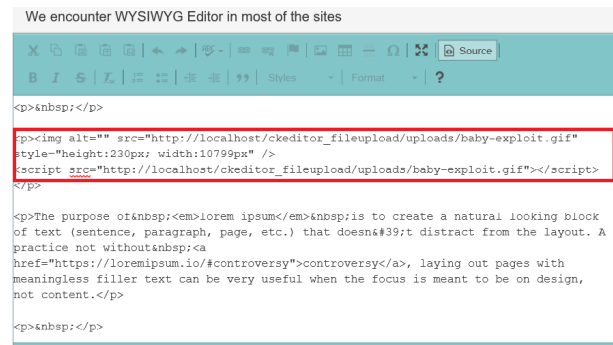 We encounter WYSIWYG Editor in most of the sites
Source
B I S Tx Styles Format ?
<p>&nbsp;</p>
<p><img alt="" src="http://localhost/ckeditor_fileupload/uploads/baby-exploit.gif"
style="height:230px; width:10799px" />
<script src="http://localhost/ckeditor_fileupload/uploads/baby-exploit.gif"></script>
</p>
<p>The purpose of&nbsp;<em>lorem ipsum</em>&nbsp;is to create a natural looking block
of text (sentence, paragraph, page, etc.) that doesn&#39;t distract from the layout. A
practice not without&nbsp;<a
href="https://loremipsum.io/#controversy">controversy</a>, laying out pages with
meaningless filler text can be very useful when the focus is meant to be on design,
not content.</p>
<p>&nbsp;</p>